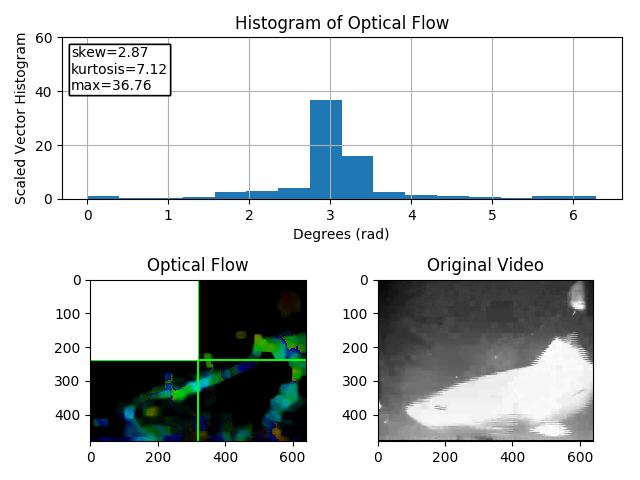 Histogram of Optical Flow
Scaled Vector Histogram
60
40
20
0
skew=2.87
kurtosis=7.12
max=36.76
0 1 2 3 4 5 6
Degrees (rad)
Optical Flow
0
100
200
300
400
0 200 400 600
Original Video
0
100
200
300
400
0 200 400 600